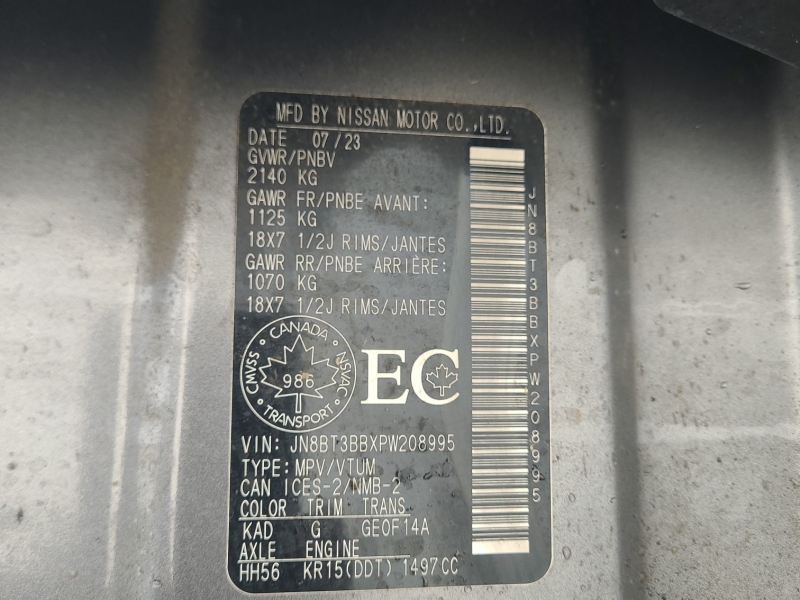 MFD BY NISSAN MOTOR CO.,LTD.
DATE 07/23
GVWR/PNBV
2140 KG
GAWR FR/PNBE AVANT:
1125 KG
18X7 1/2J RIMS/JANTES
GAWR RR/PNBE ARRIÈRE:
1070 KG
18X7 1/2J RIMS/JANTES
CANADA
CMVSS
NSVAC
986
TRANSPORT
EC
VIN: JN8BT3BBXPW208995
TYPE: MPV/VTUM
CAN ICES-2/NMB-2
COLOR TRIM TRANS
KAD G GE0F14A
AXLE ENGINE
HH56 KR15(DDT) 1497CC
JN8BT3BBXPW208995